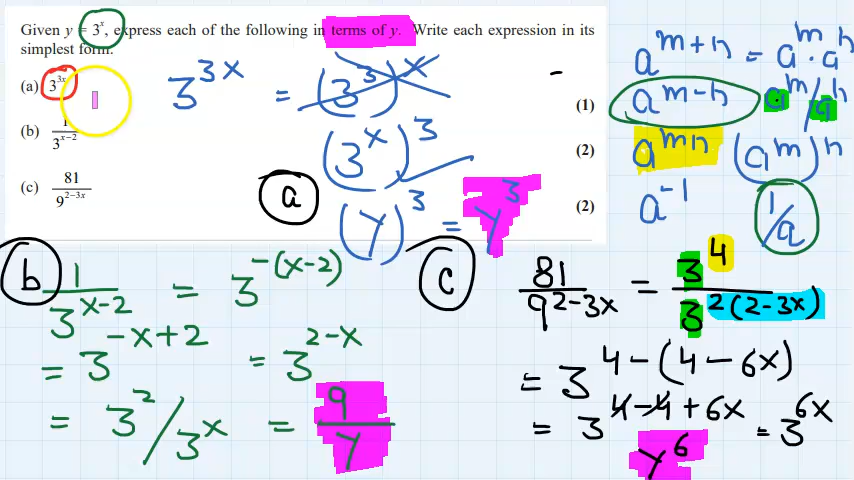 Given y = 3^x, express each of the following in terms of y. Write each expression in its
simplest form.
(a) 3^{3x}
(1)
(b) 1/3^{x-2}
(2)
(c) 81/9^{2-3x}
(2)
3^{3x} = (3^3)^x
(3^x)^3
a
(y)^3 = y^3
a^{m+n} = a^m · a^n
a^{m-n} a^m/a^n
a^{mn} (a^m)^n
a^{-1} 1/a
b
1/3^{x-2} = 3^{-(x-2)}
= 3^{-x+2} = 3^{2-x}
= 3^2/3^x = 9/y
c
81/9^{2-3x} = 3^4/3^{2(2-3x)}
= 3^{4-(4-6x)}
= 3^{4-4+6x} = 3^{6x}
y^6